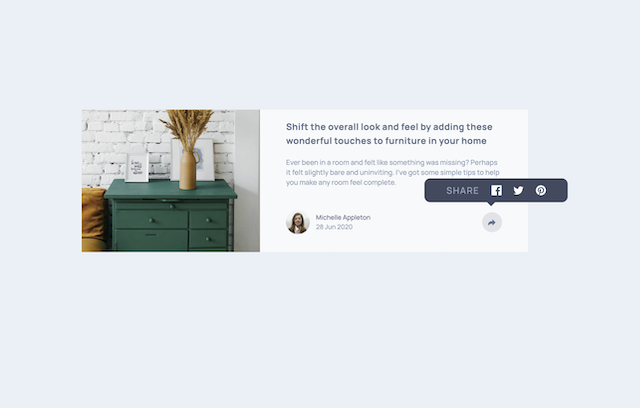 Shift the overall look and feel by adding these
wonderful touches to furniture in your home
Ever been in a room and felt like something was missing? Perhaps
it felt slightly bare and uninviting. I've got some simple tips to help
you make any room feel complete.
SHARE
Michelle Appleton
28 Jun 2020